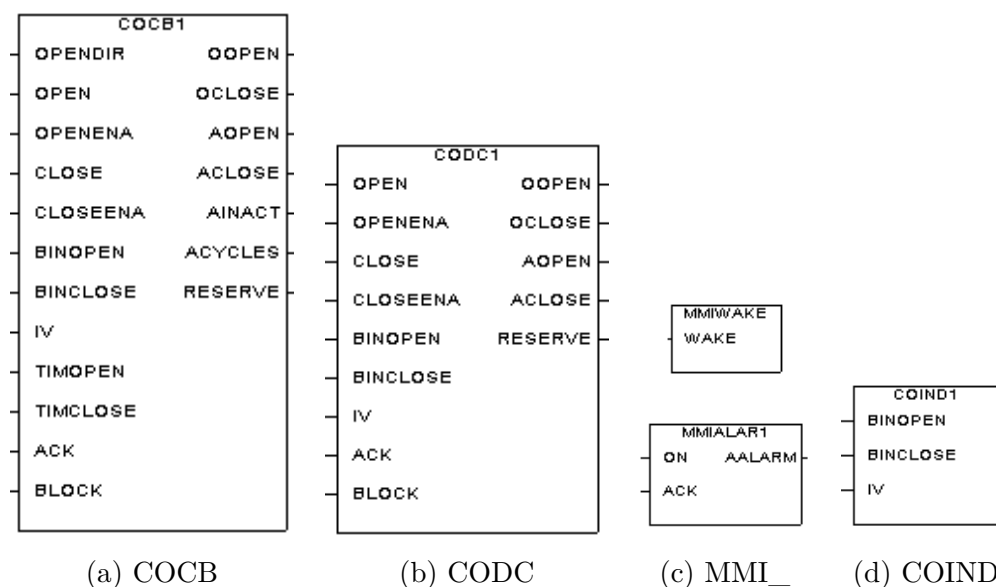 COCB1
OPENDIR OOPEN
OPEN OCLOSE
OPENENA AOPEN
CLOSE ACLOSE
CLOSEENA AINACT
BINOPEN ACYCLES
BINCLOSE RESERVE
IV
TIMOPEN
TIMCLOSE
ACK
BLOCK
(a) COCB
CODC1
OPEN OOPEN
OPENENA OCLOSE
CLOSE AOPEN
CLOSEENA ACLOSE
BINOPEN RESERVE
BINCLOSE
IV
ACK
BLOCK
(b) CODC
MMIWAKE
WAKE
MMIALAR1
ON AALARM
ACK
(c) MMI_
COIND1
BINOPEN
BINCLOSE
IV
(d) COIND